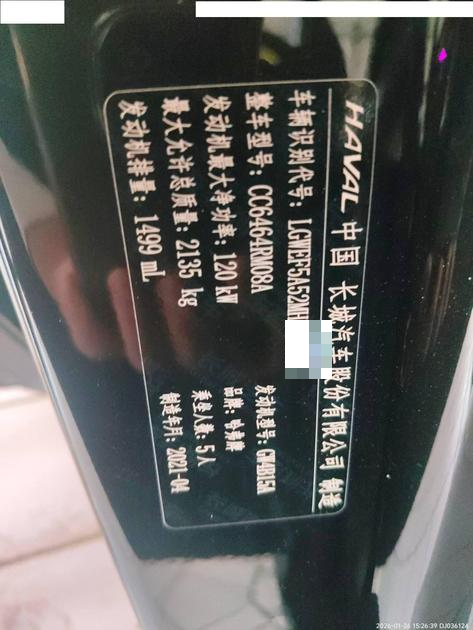 HAVAL 中国 长城汽车股份有限公司 制造
车辆识别代号: LGWEF5A52MH
整车型号: CC6464RM08A
发动机型号: GW4B15A
发动机最大净功率: 120 kW
品牌: 哈弗牌
最大允许总质量: 2135 kg
乘坐人数: 5人
发动机排量: 1499 mL
制造年月: 2021-04
2026-01-26 15:26:39 DJ036124